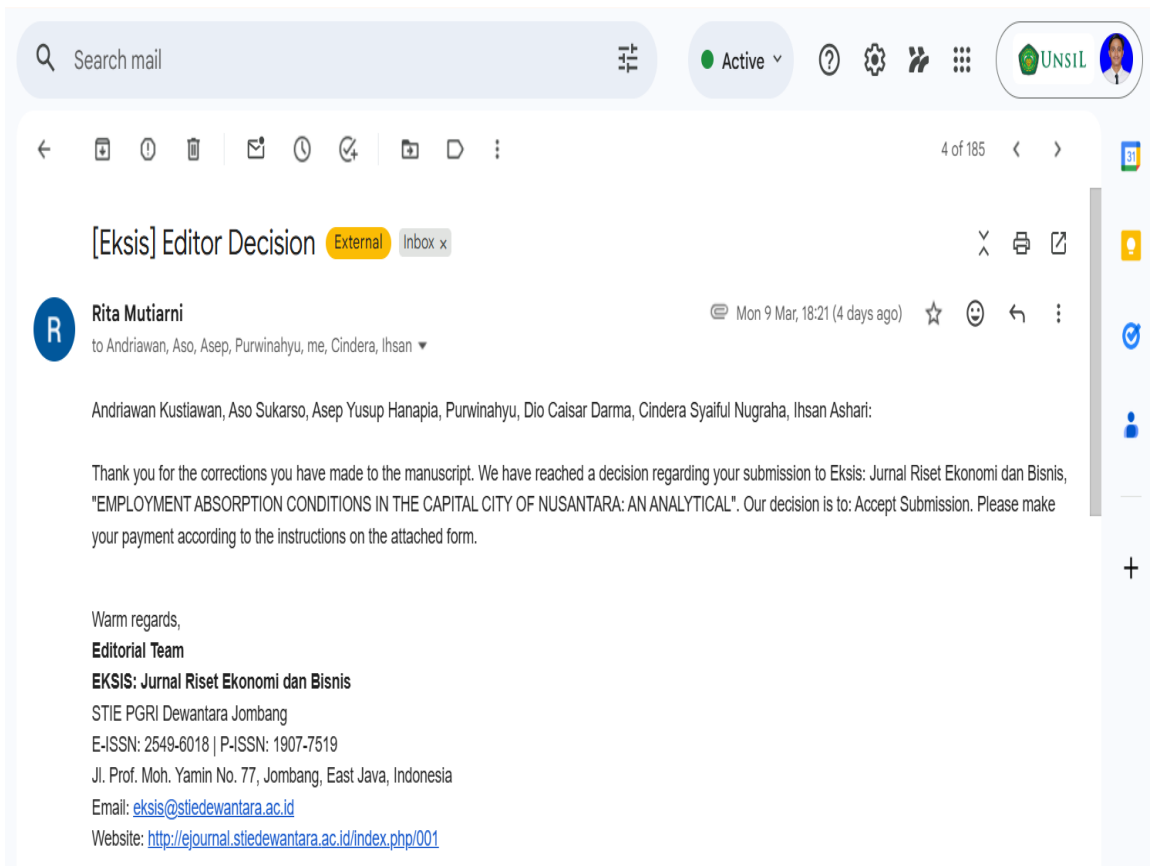 Search mail
Active
UNSIL
4 of 185
31
[Eksis] Editor Decision External Inbox x
R
Rita Mutiarni
Mon 9 Mar, 18:21 (4 days ago)
to Andriawan, Aso, Asep, Purwinahyu, me, Cindera, Ihsan
Andriawan Kustiawan, Aso Sukarso, Asep Yusup Hanapia, Purwinahyu, Dio Caisar Darma, Cindera Syaiful Nugraha, Ihsan Ashari:
Thank you for the corrections you have made to the manuscript. We have reached a decision regarding your submission to Eksis: Jurnal Riset Ekonomi dan Bisnis,
"EMPLOYMENT ABSORPTION CONDITIONS IN THE CAPITAL CITY OF NUSANTARA: AN ANALYTICAL". Our decision is to: Accept Submission. Please make
your payment according to the instructions on the attached form.
Warm regards,
Editorial Team
EKSIS: Jurnal Riset Ekonomi dan Bisnis
STIE PGRI Dewantara Jombang
E-ISSN: 2549-6018 | P-ISSN: 1907-7519
Jl. Prof. Moh. Yamin No. 77, Jombang, East Java, Indonesia
Email: eksis@stiedewantara.ac.id
Website: http://ejournal.stiedewantara.ac.id/index.php/001